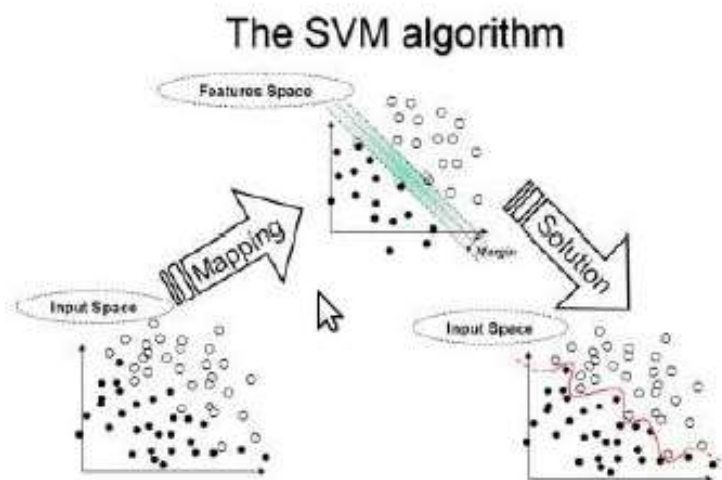 The SVM algorithm
Features Space
Mapping
Margin
Solution
Input Space
Input Space